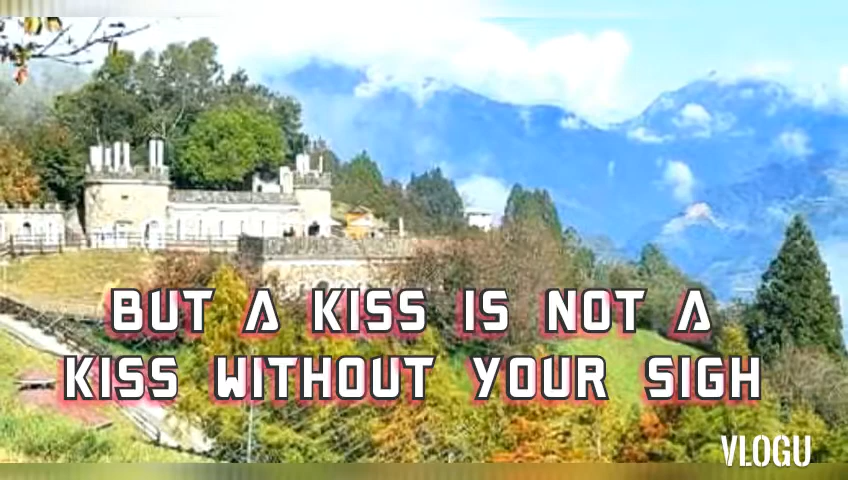 BUT A KISS IS NOT A
KISS WITHOUT YOUR SIGH
VLOGU